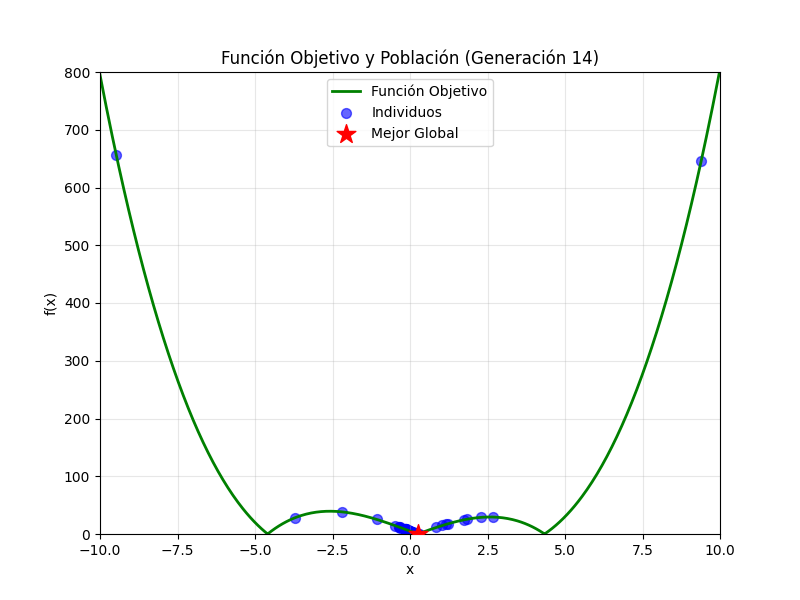 Función Objetivo y Población (Generación 14)
Función Objetivo
Individuos
Mejor Global
800
700
600
500
400
300
200
100
0
f(x)
−10.0 −7.5 −5.0 −2.5 0.0 2.5 5.0 7.5 10.0
x